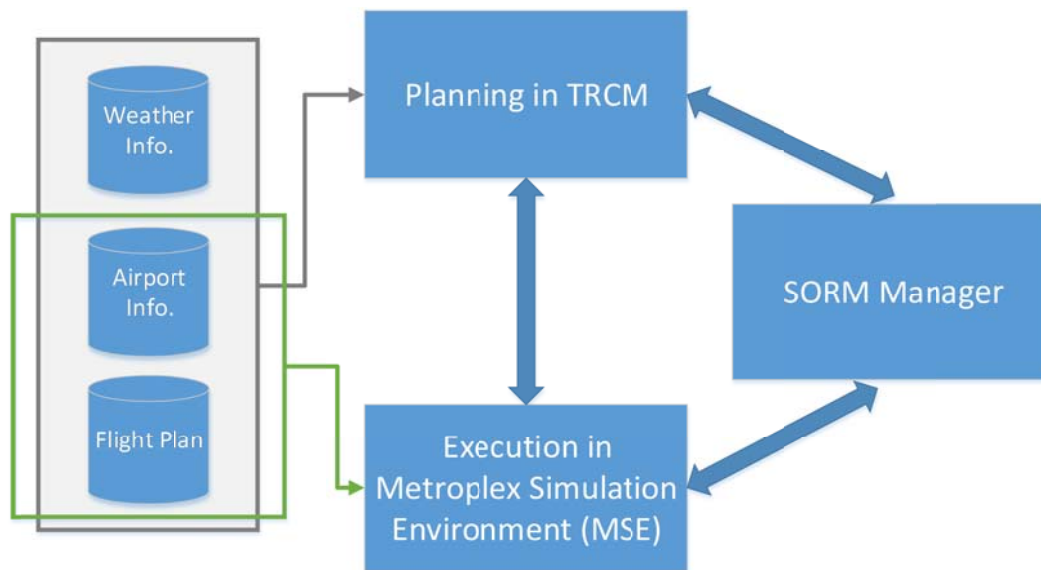 Weather
Info.
Airport
Info.
Flight Plan
Planning in TRCM
SORM Manager
Execution in
Metroplex Simulation
Environment (MSE)